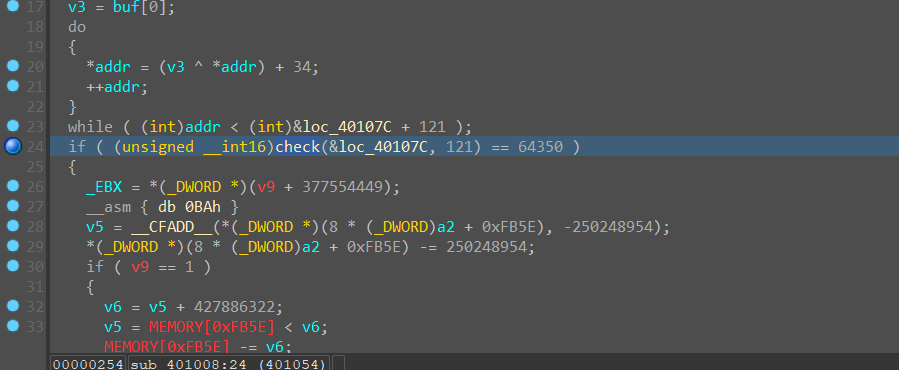 17 v3 = buf[0];
18 do
19 {
20 *addr = (v3 ^ *addr) + 34;
21 ++addr;
22 }
23 while ( (int)addr < (int)&loc_40107C + 121 );
24 if ( (unsigned __int16)check(&loc_40107C, 121) == 64350 )
25 {
26 _EBX = *(_DWORD *)(v9 + 377554449);
27 __asm { db 0BAh }
28 v5 = __CFADD__(*(_DWORD *)(8 * (_DWORD)a2 + 0xFB5E), -250248954);
29 *(_DWORD *)(8 * (_DWORD)a2 + 0xFB5E) -= 250248954;
30 if ( v9 == 1 )
31 {
32 v6 = v5 + 427886322;
33 v5 = MEMORY[0xFB5E] < v6;
MEMORY[0xFB5E] -= v6;
00000254 sub_401008:24 (401054)